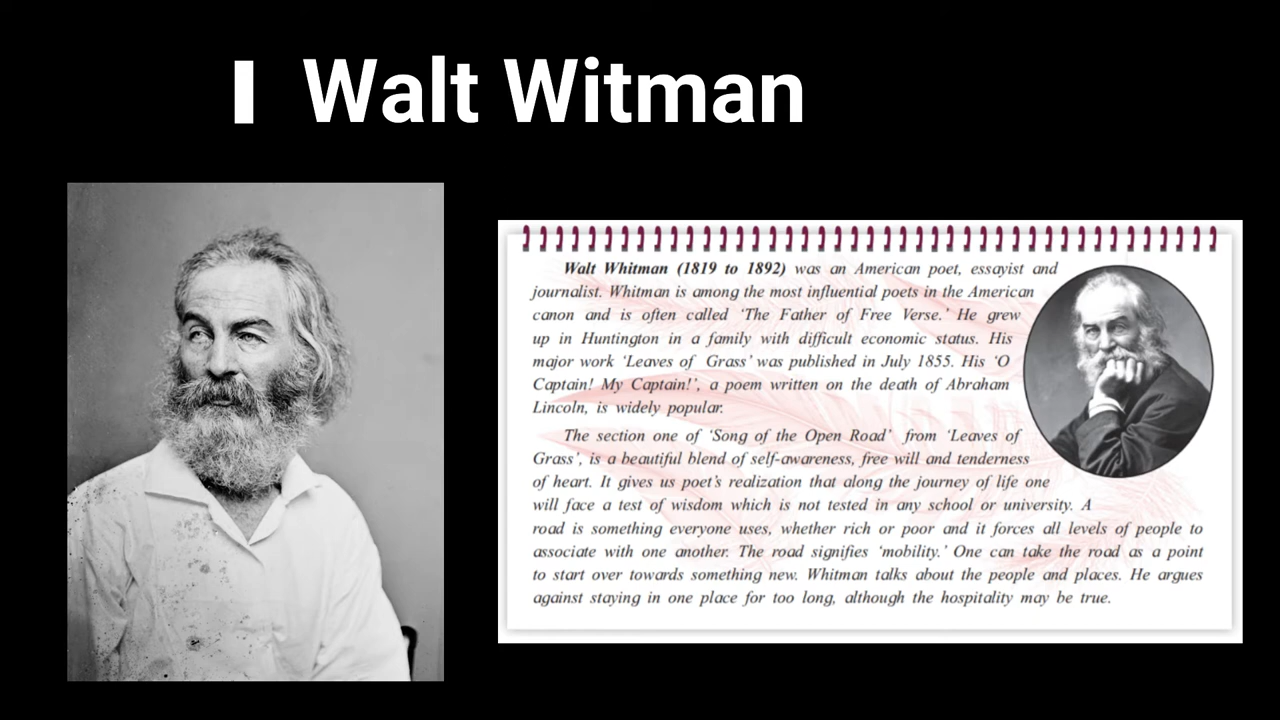 Walt Witman
Walt Whitman (1819 to 1892) was an American poet, essayist and
journalist. Whitman is among the most influential poets in the American
canon and is often called ‘The Father of Free Verse.’ He grew
up in Huntington in a family with difficult economic status. His
major work ‘Leaves of Grass’ was published in July 1855. His ‘O
Captain! My Captain!’, a poem written on the death of Abraham
Lincoln, is widely popular.
The section one of ‘Song of the Open Road’ from ‘Leaves of
Grass’, is a beautiful blend of self-awareness, free will and tenderness
of heart. It gives us poet’s realization that along the journey of life one
will face a test of wisdom which is not tested in any school or university. A
road is something everyone uses, whether rich or poor and it forces all levels of people to
associate with one another. The road signifies ‘mobility.’ One can take the road as a point
to start over towards something new. Whitman talks about the people and places. He argues
against staying in one place for too long, although the hospitality may be true.